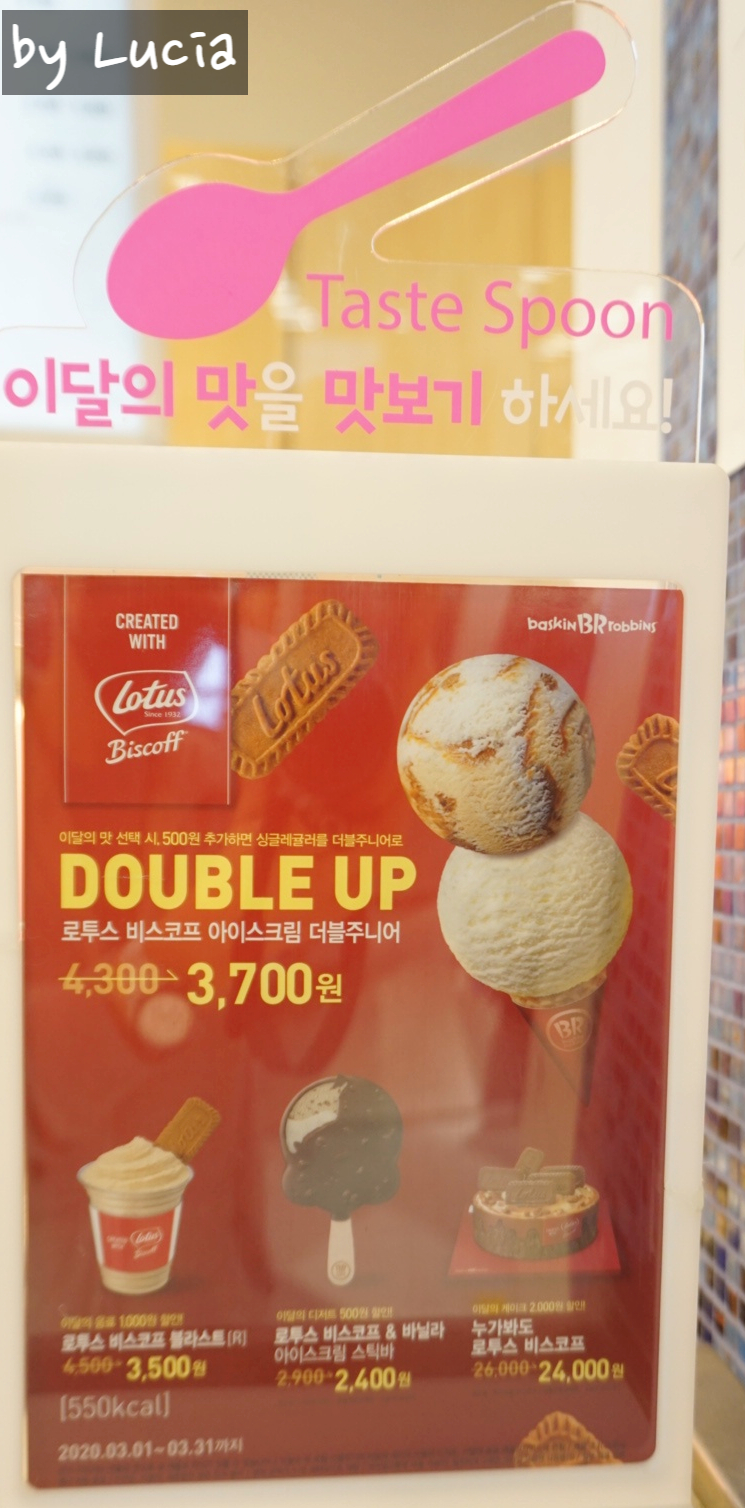 by Lucia
Taste Spoon
이달의 맛을 맛보기 하세요!
CREATED
WITH
Lotus
Since 1932
Biscoff
Lotus
baskin BR robbins
이달의 맛 선택 시, 500원 추가하면 싱글레귤러를 더블주니어로
DOUBLE UP
로투스 비스코프 아이스크림 더블주니어
4,300 3,700원
BR
이달의 음료 1,000원 할인!
로투스 비스코프 블라스트 [R]
4,500 3,500원
[550kcal]
이달의 디저트 500원 할인!
로투스 비스코프 & 바닐라
아이스크림 스틱바
2,900 2,400원
이달의 케이크 2,000원 할인!
누가봐도
로투스 비스코프
26,000 24,000원
2020.03.01~03.31까지